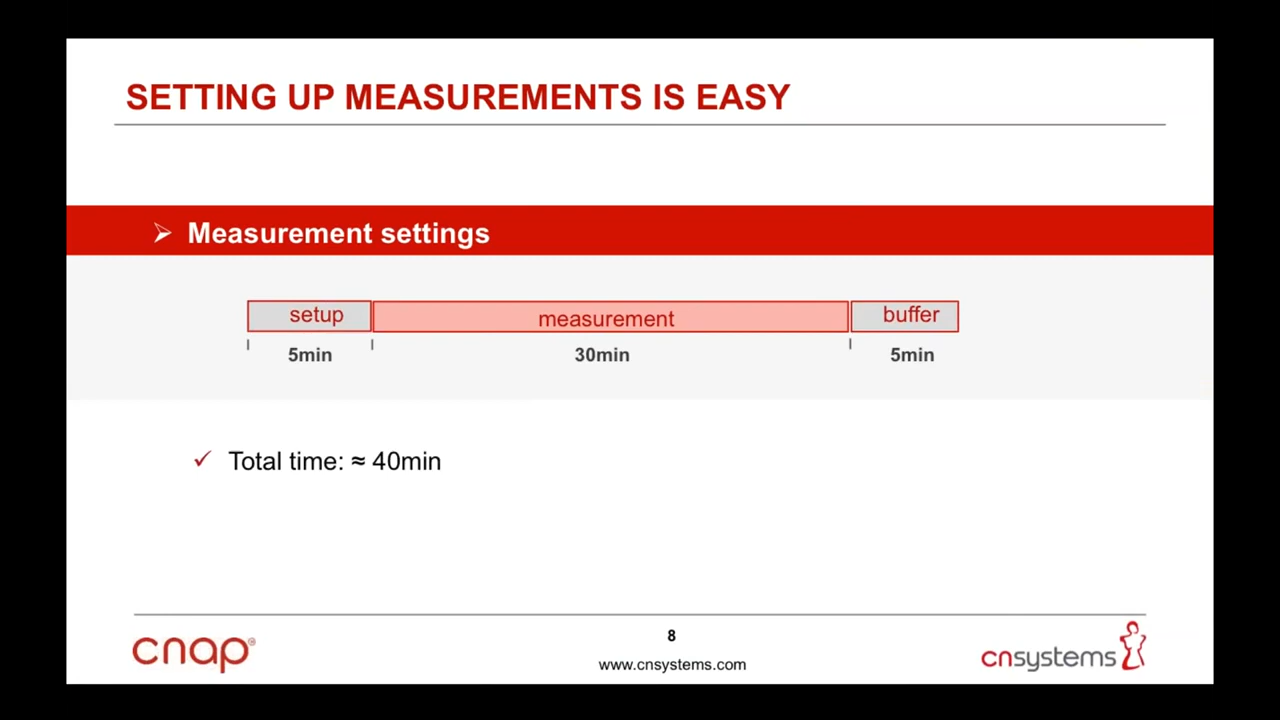 SETTING UP MEASUREMENTS IS EASY
➢ Measurement settings
setup measurement buffer
5min 30min 5min
✓ Total time: ≈ 40min
8
cnap
www.cnsystems.com
cnsystems